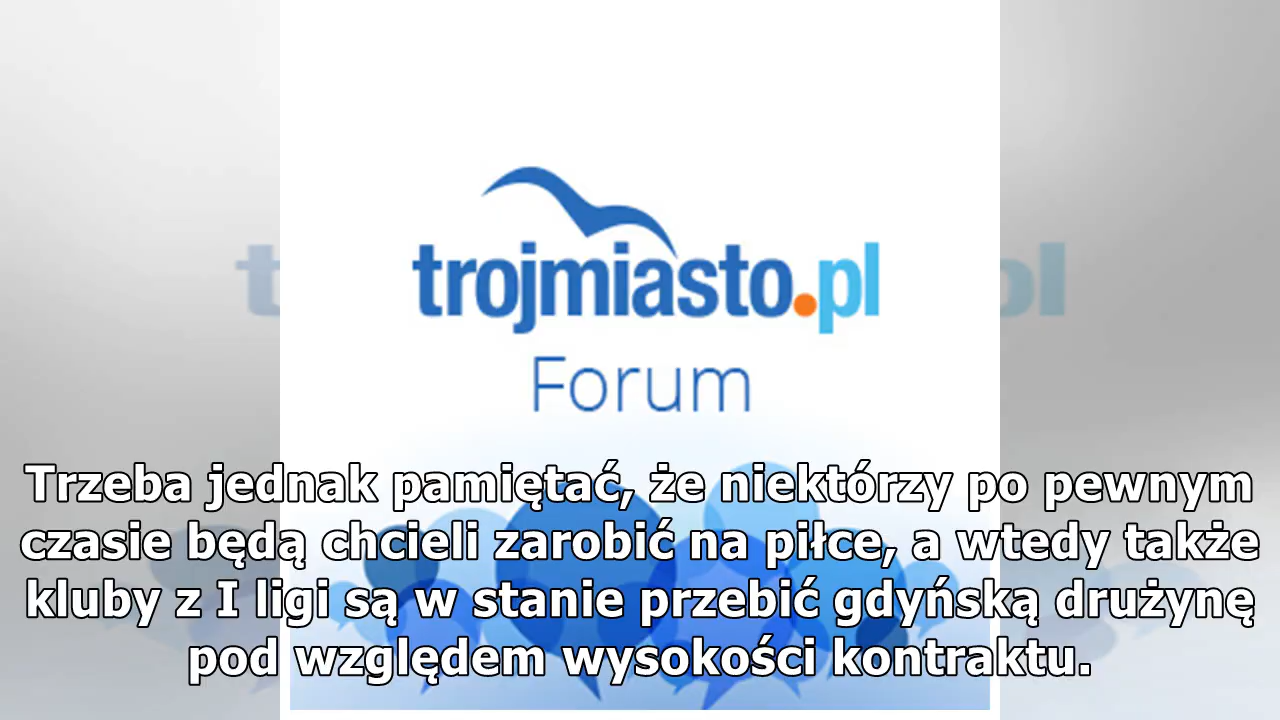 trojmiasto.pl
Forum
Trzeba jednak pamiętać, że niektórzy po pewnym
czasie będą chcieli zarobić na piłce, a wtedy także
kluby z I ligi są w stanie przebić gdyńską drużynę
pod względem wysokości kontraktu.